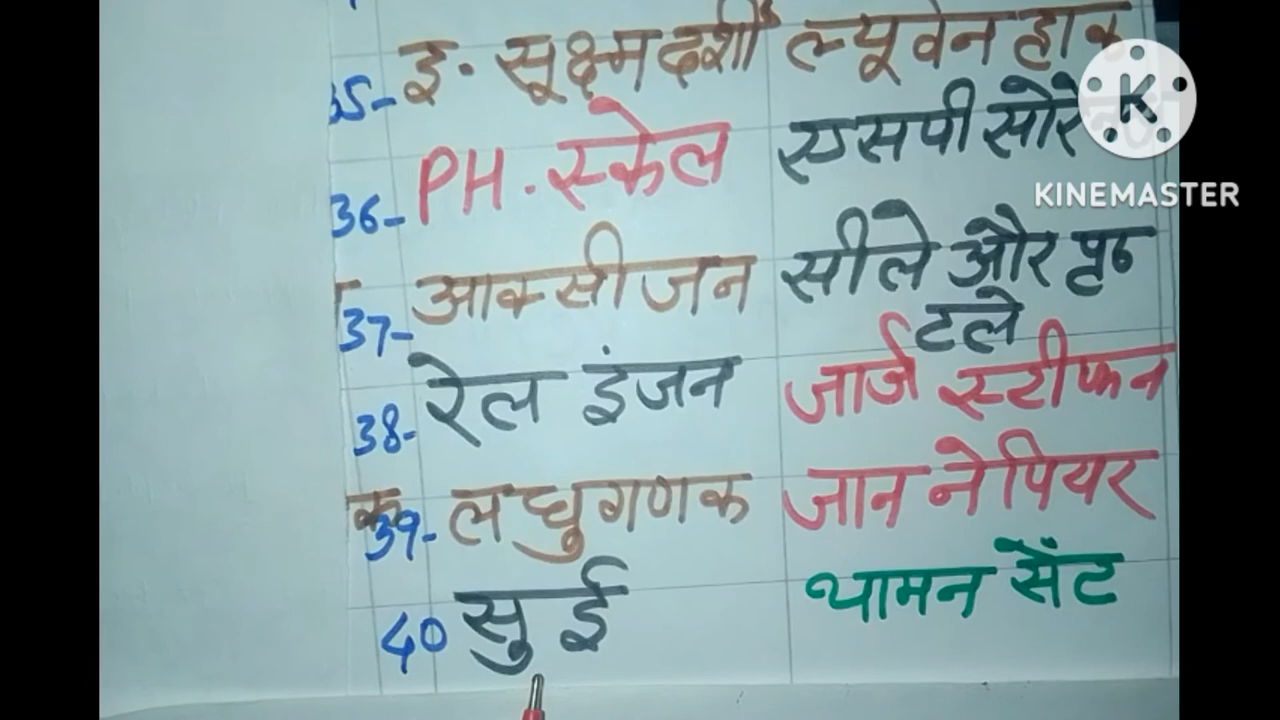 35- इ. सूक्ष्मदर्शी ल्यूवेन हाक
36- PH. स्केल एसपी सोरे
37- आक्सीजन सीले और
टले
38- रेल इंजन जार्ज स्टीफन
39- लघुगणक जान नेपियर
40 सुई थामन सैंट
K
KINEMASTER